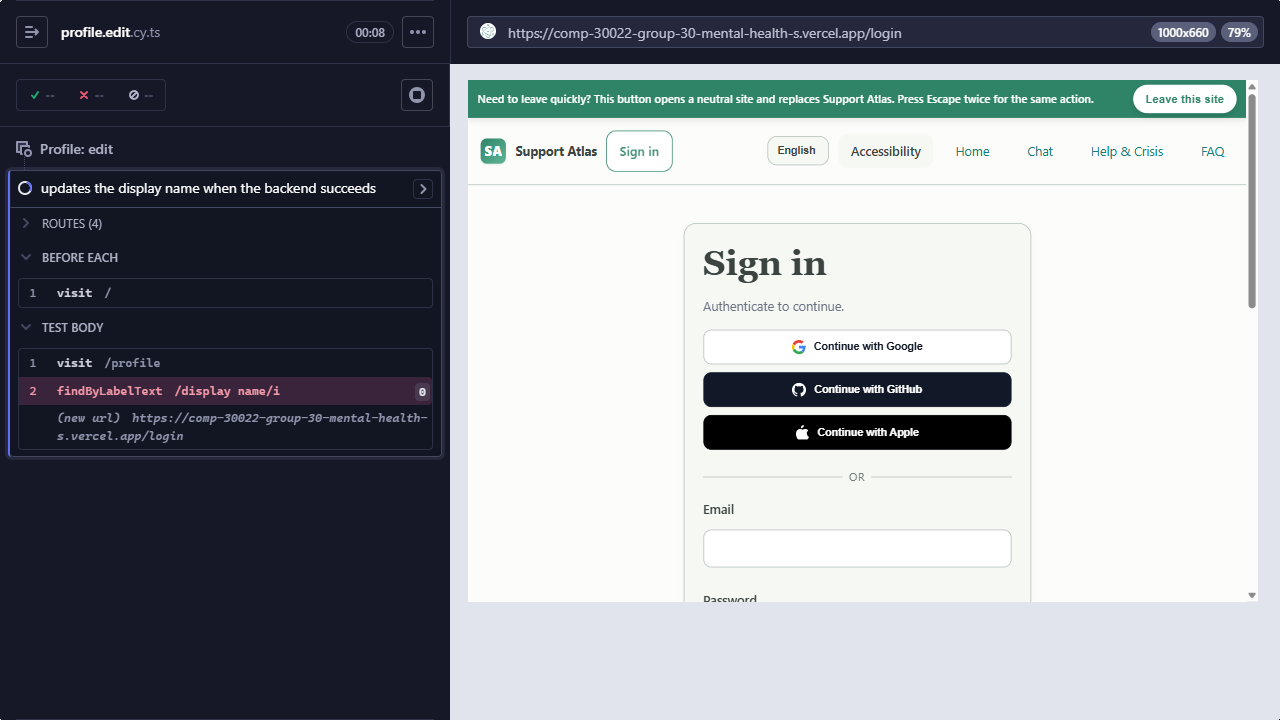 profile.edit.cy.ts
00:08
--
--
--
Profile: edit
updates the display name when the backend succeeds
ROUTES (4)
BEFORE EACH
1 visit /
TEST BODY
1 visit /profile
2 findByLabelText /display name/i 0
(new url) https://comp-30022-group-30-mental-health-
s.vercel.app/login
https://comp-30022-group-30-mental-health-s.vercel.app/login
1000x660
79%
Need to leave quickly? This button opens a neutral site and replaces Support Atlas. Press Escape twice for the same action.
Leave this site
SA Support Atlas
Sign in
English
Accessibility
Home
Chat
Help & Crisis
FAQ
Sign in
Authenticate to continue.
Continue with Google
Continue with GitHub
Continue with Apple
OR
Email
Password